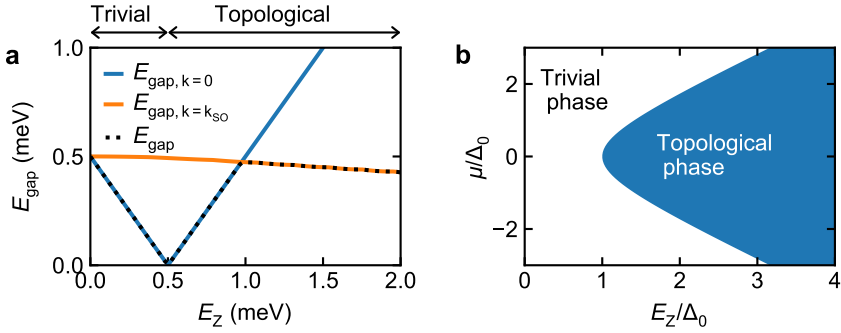 Trivial Topological
a
1.0
0.5
0.0
E_gap (meV)
E_gap, k = 0
E_gap, k = k_SO
E_gap
0.0 0.5 1.0 1.5 2.0
E_Z (meV)
b
2
0
−2
μ/Δ_0
Trivial
phase
Topological
phase
0 1 2 3 4
E_Z/Δ_0